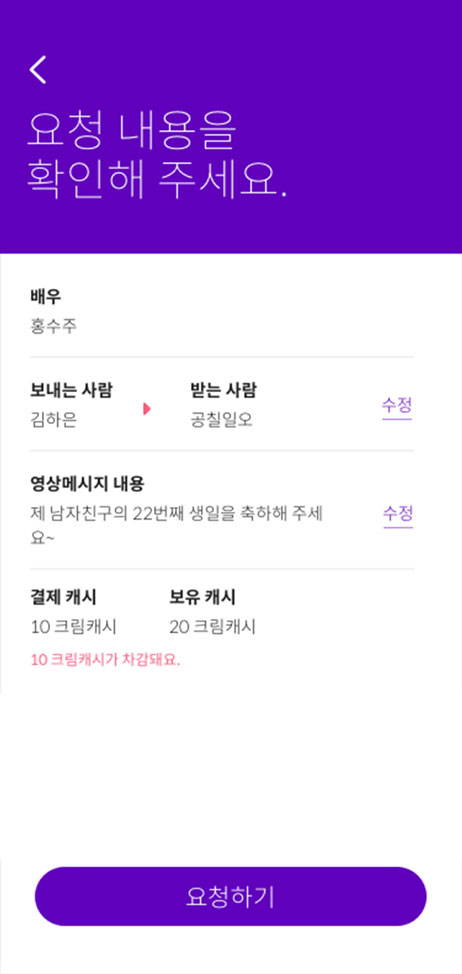 요청 내용을
확인해 주세요.
배우
홍수주
보내는 사람
받는 사람
김하은
공칠일오
수정
영상메시지 내용
제 남자친구의 22번째 생일을 축하해 주세
요~
수정
결제 캐시
보유 캐시
10 크림캐시
20 크림캐시
10 크림캐시가 차감돼요.
요청하기